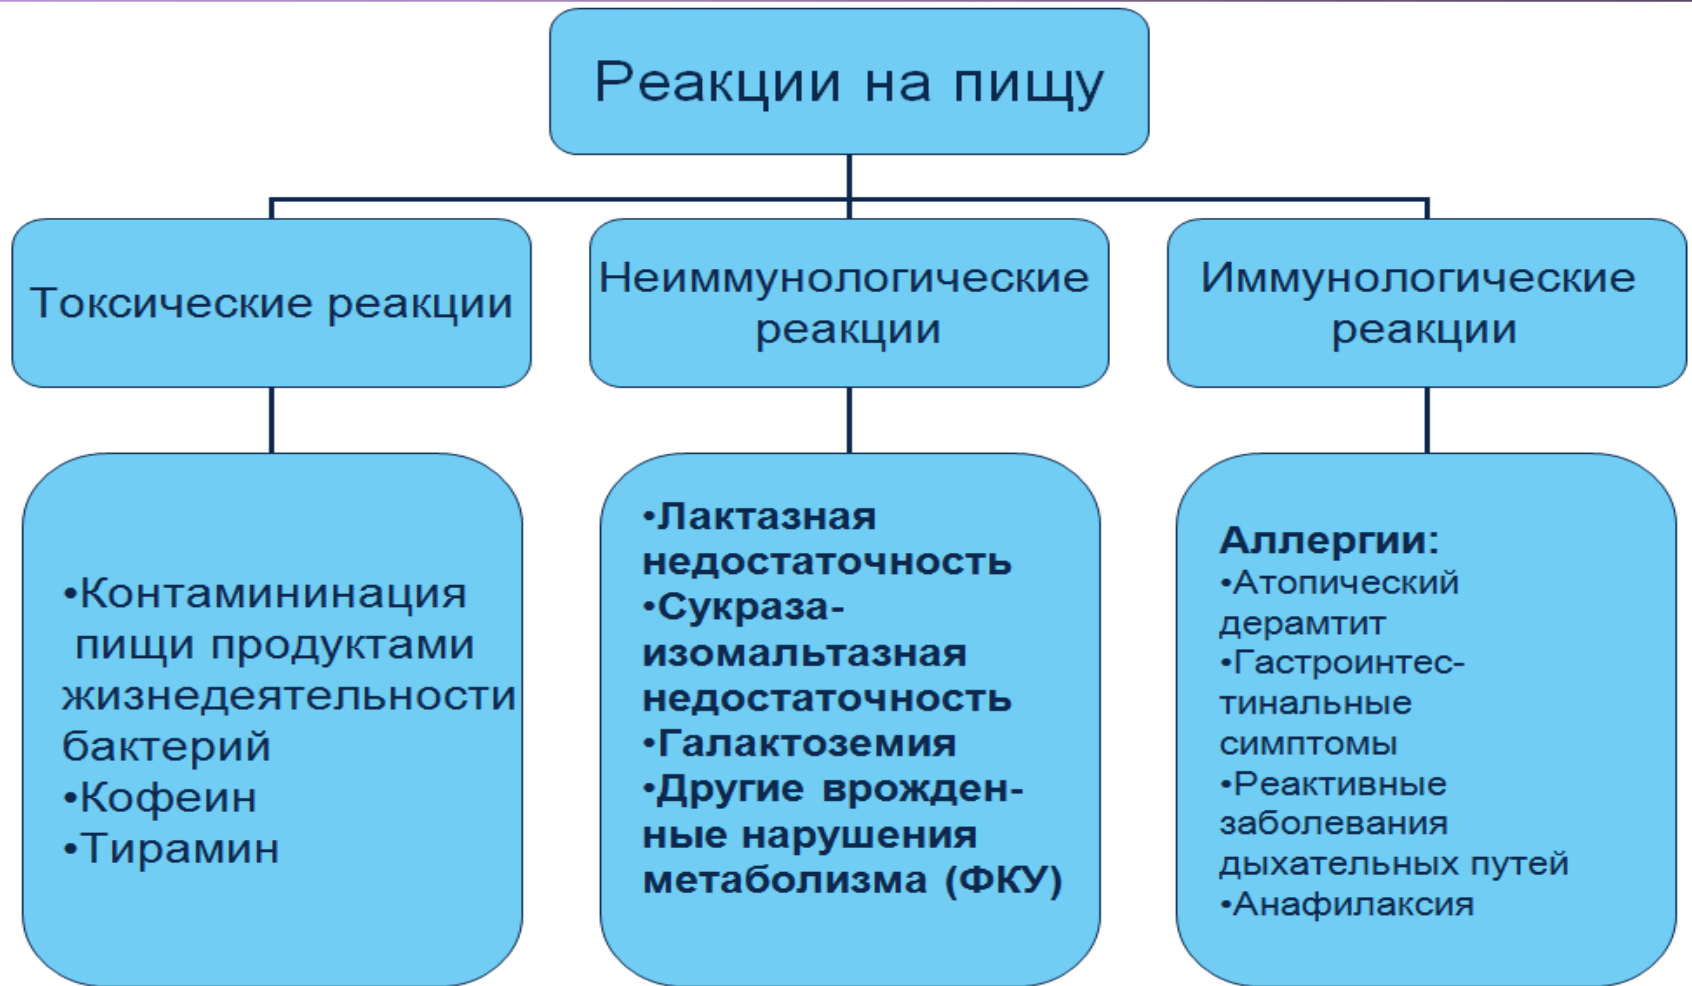 Реакции на пищу
Токсические реакции
Неиммунологические
реакции
Иммунологические
реакции
•Контамининация
пищи продуктами
жизнедеятельности
бактерий
•Кофеин
•Тирамин
•Лактазная
недостаточность
•Сукраза-
изомальтазная
недостаточность
•Галактоземия
•Другие врожден-
ные нарушения
метаболизма (ФКУ)
Аллергии:
•Атопический
дерамтит
•Гастроинтес-
тинальные
симптомы
•Реактивные
заболевания
дыхательных путей
•Анафилаксия